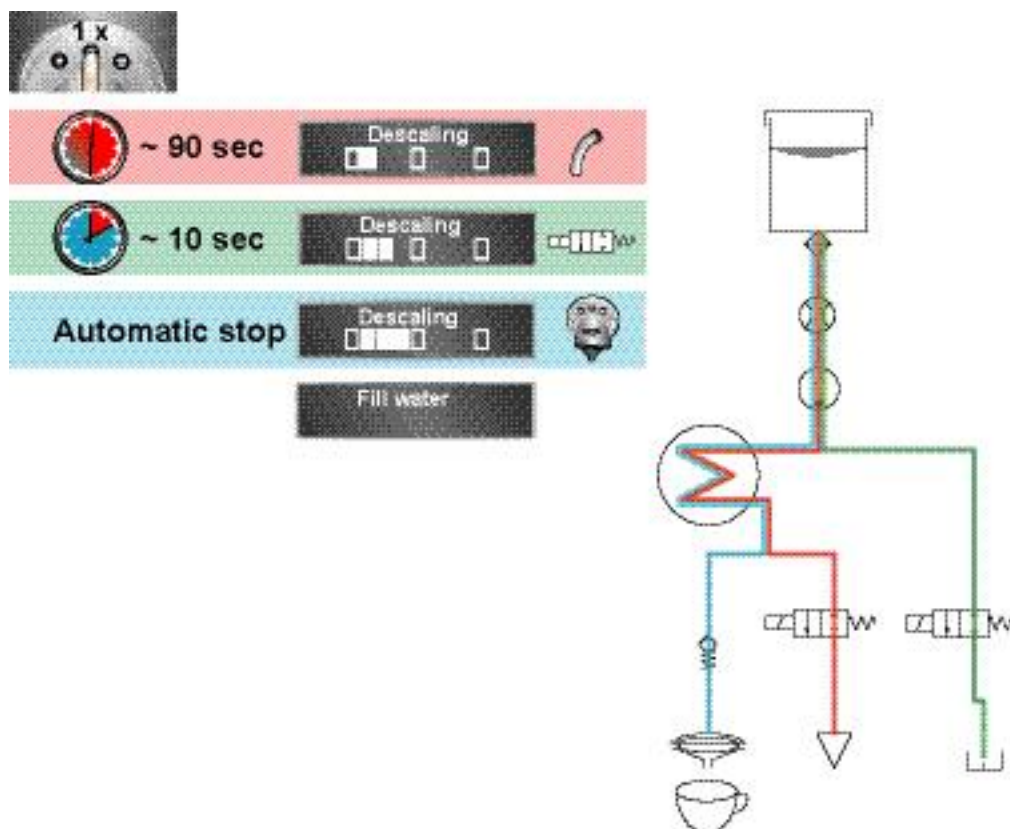 1 x
~ 90 sec
Descaling
~ 10 sec
Descaling
Automatic stop
Descaling
Fill water